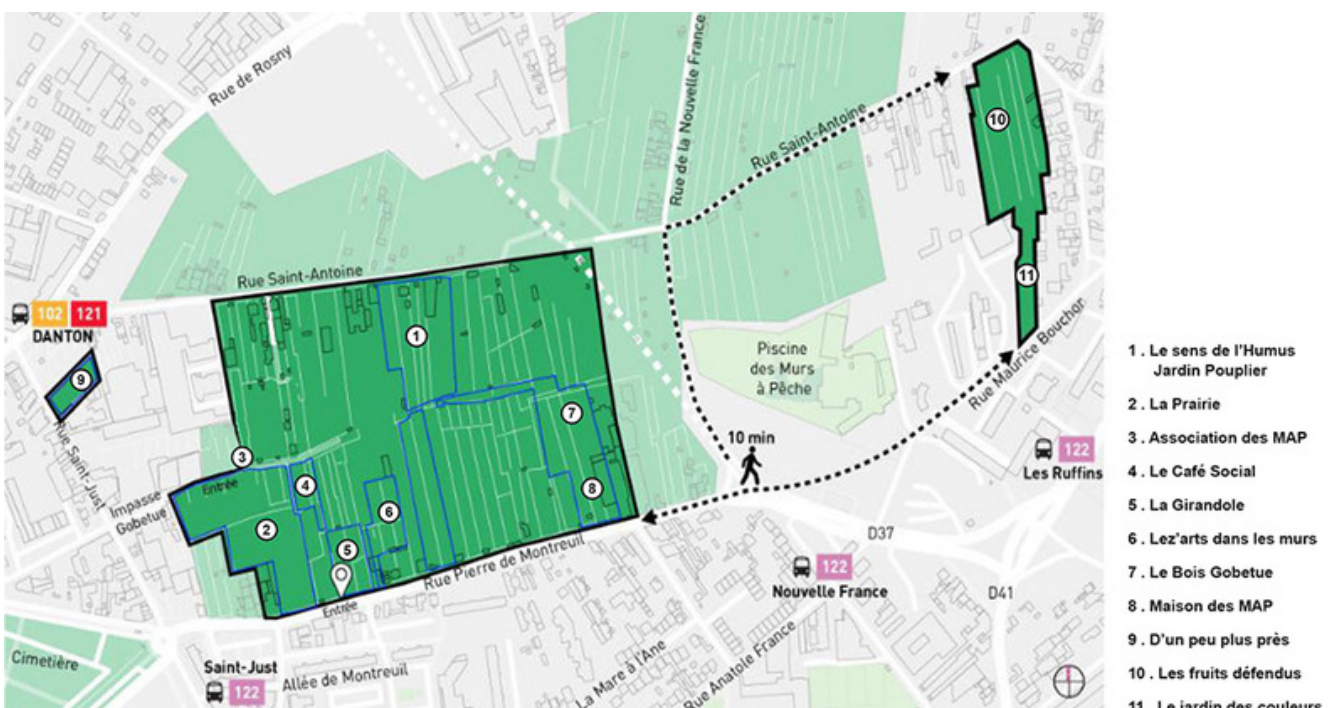 Rue de Rosny
Rue de la Nouvelle France
Rue Saint-Antoine
10
11
Rue Saint-Antoine
102 121
DANTON
1
9
Piscine
des Murs
à Pêche
Rue Maurice Bouchor
Rue Saint-Just
7
10 min
122
Les Ruffins
3
Entrée
4
Impasse
Gobetue
8
6
2
5
D37
Rue Pierre de Montreuil
122
Nouvelle France
D41
Entrée
Cimetière
Saint-Just
122
Allée de Montreuil
La Mare à l'Ane
Rue Anatole France
1 . Le sens de l'Humus
Jardin Pouplier
2 . La Prairie
3 . Association des MAP
4 . Le Café Social
5 . La Girandole
6 . Lez'arts dans les murs
7 . Le Bois Gobetue
8 . Maison des MAP
9 . D'un peu plus près
10 . Les fruits défendus
11 . Le jardin des couleurs